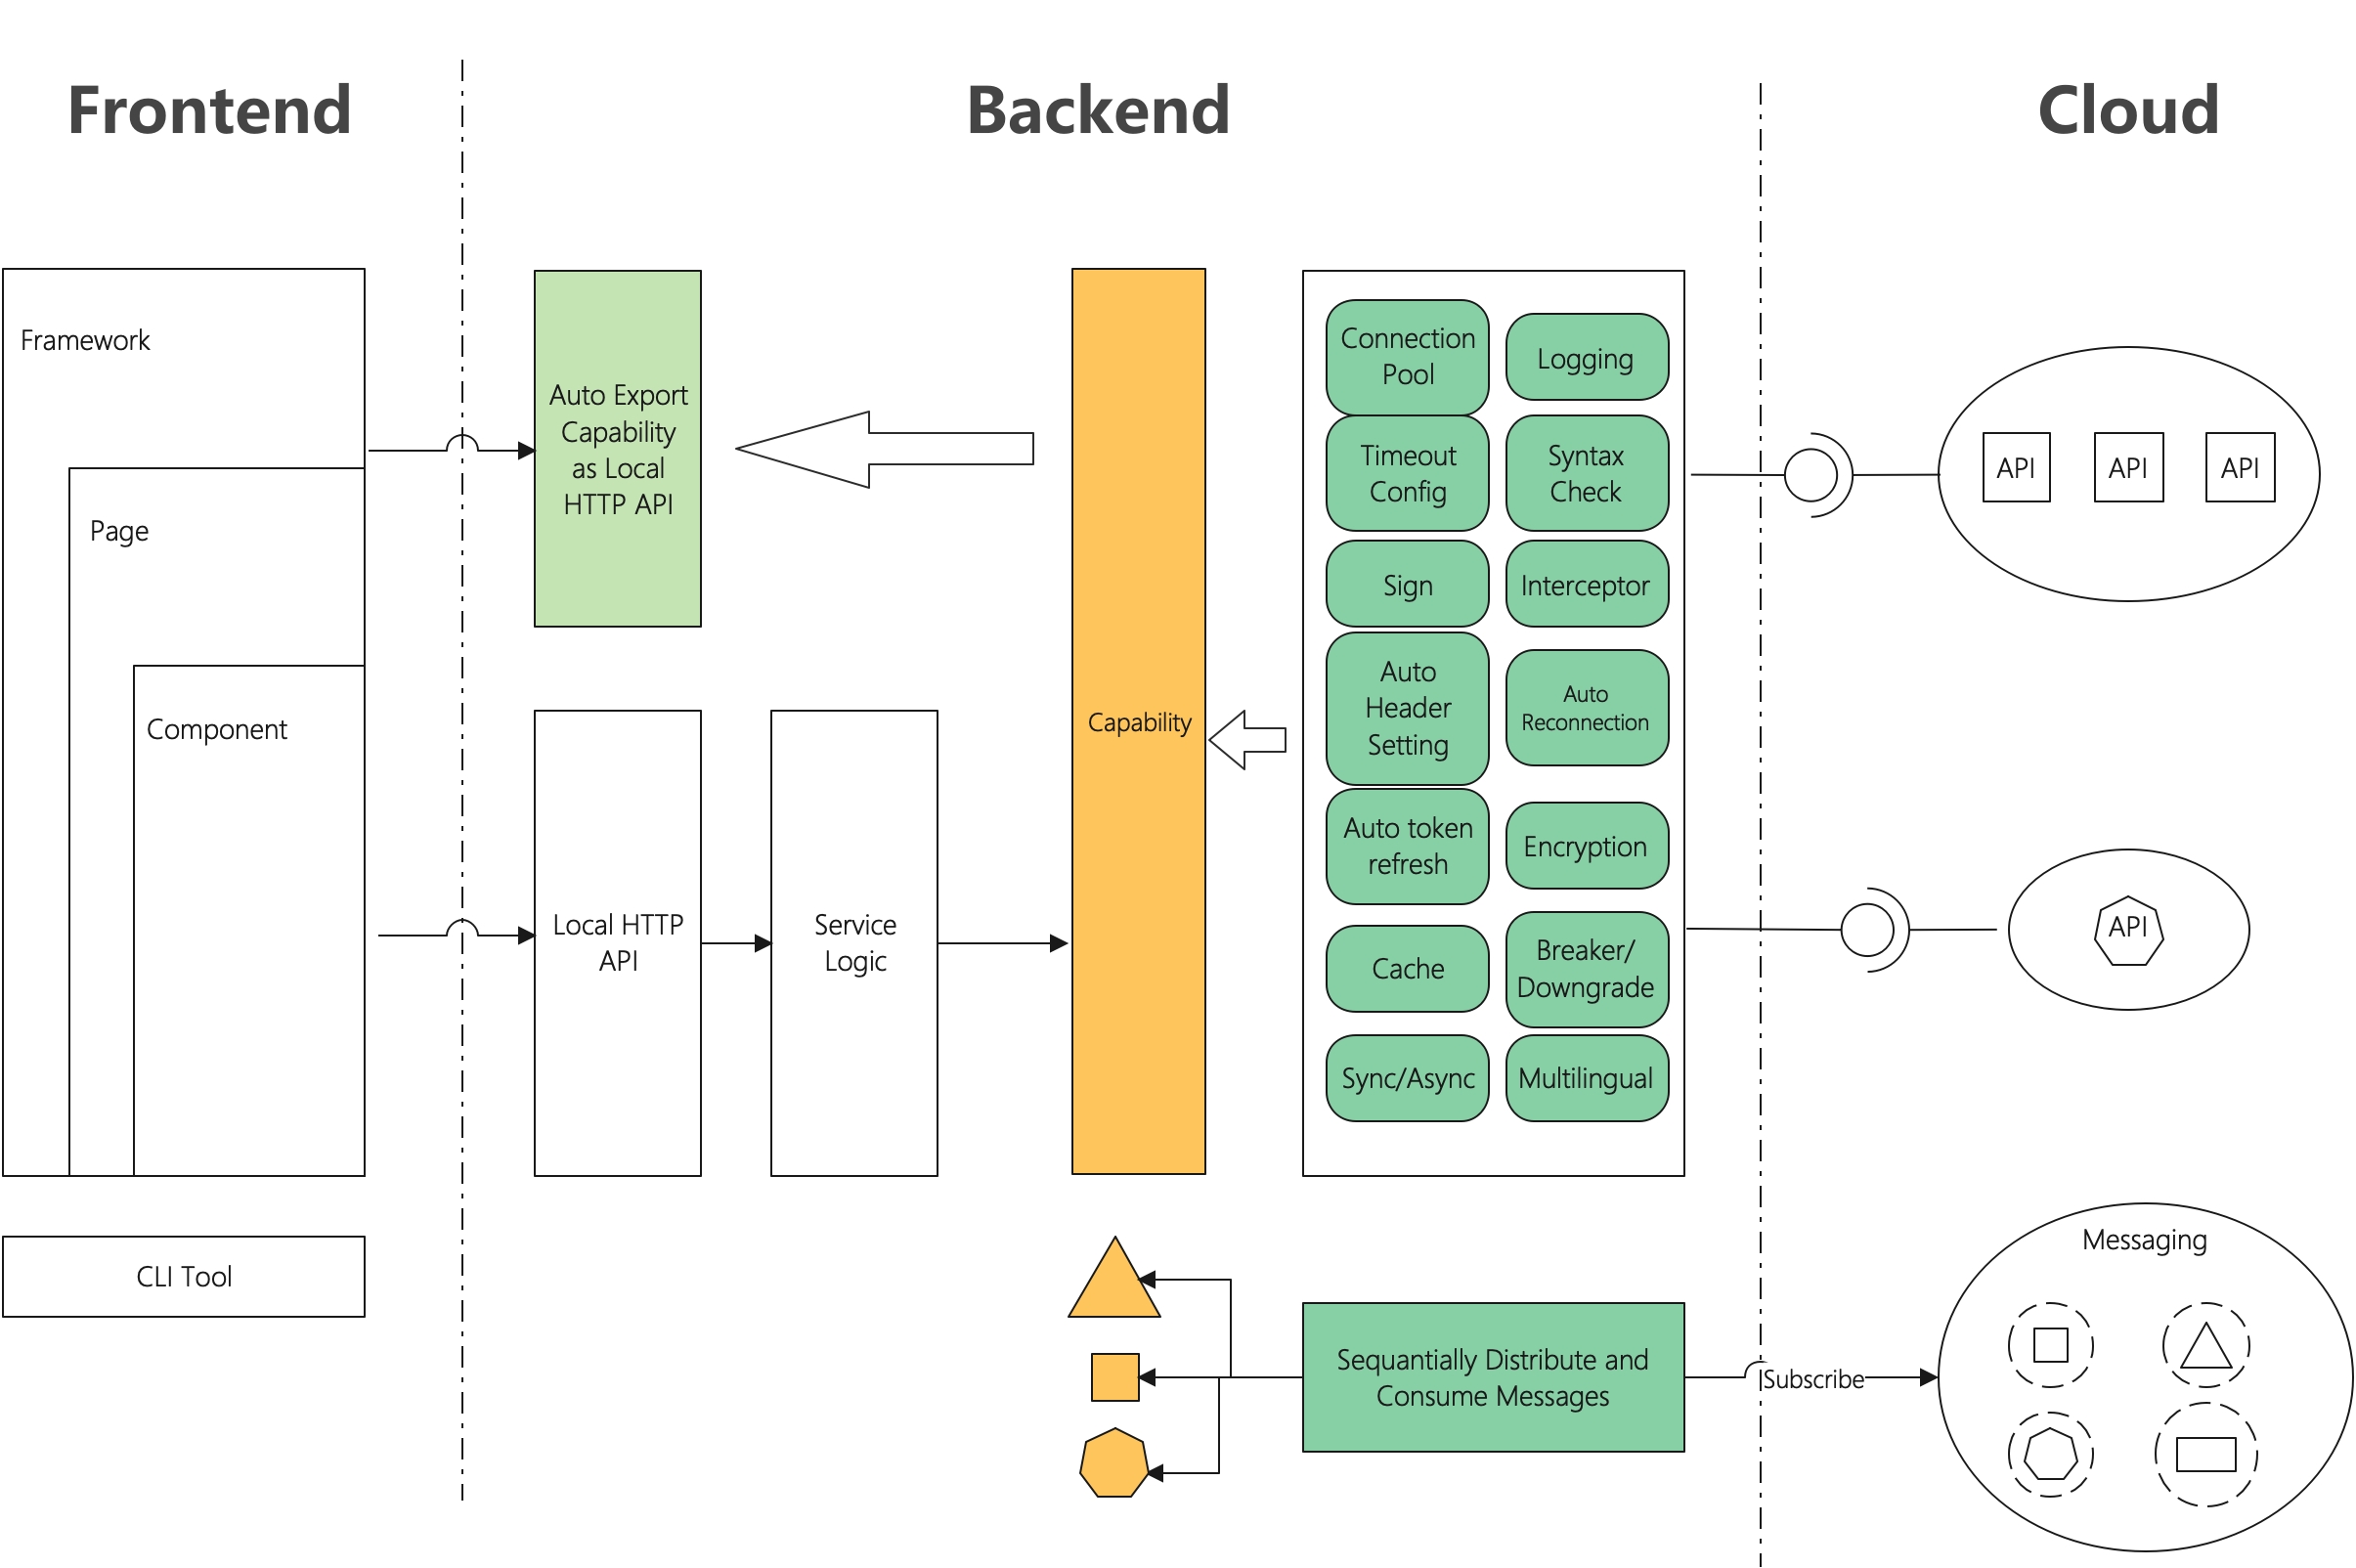 Frontend
Backend
Cloud
Framework
Page
Component
CLI Tool
Auto Export
Capability
as Local
HTTP API
Local HTTP
API
Service
Logic
Capability
Connection
Pool
Logging
Timeout
Config
Syntax
Check
Sign
Interceptor
Auto
Header
Setting
Auto
Reconnection
Auto token
refresh
Encryption
Cache
Breaker/
Downgrade
Sync/Async
Multilingual
Sequantially Distribute and
Consume Messages
Subscribe
API
API
API
API
Messaging